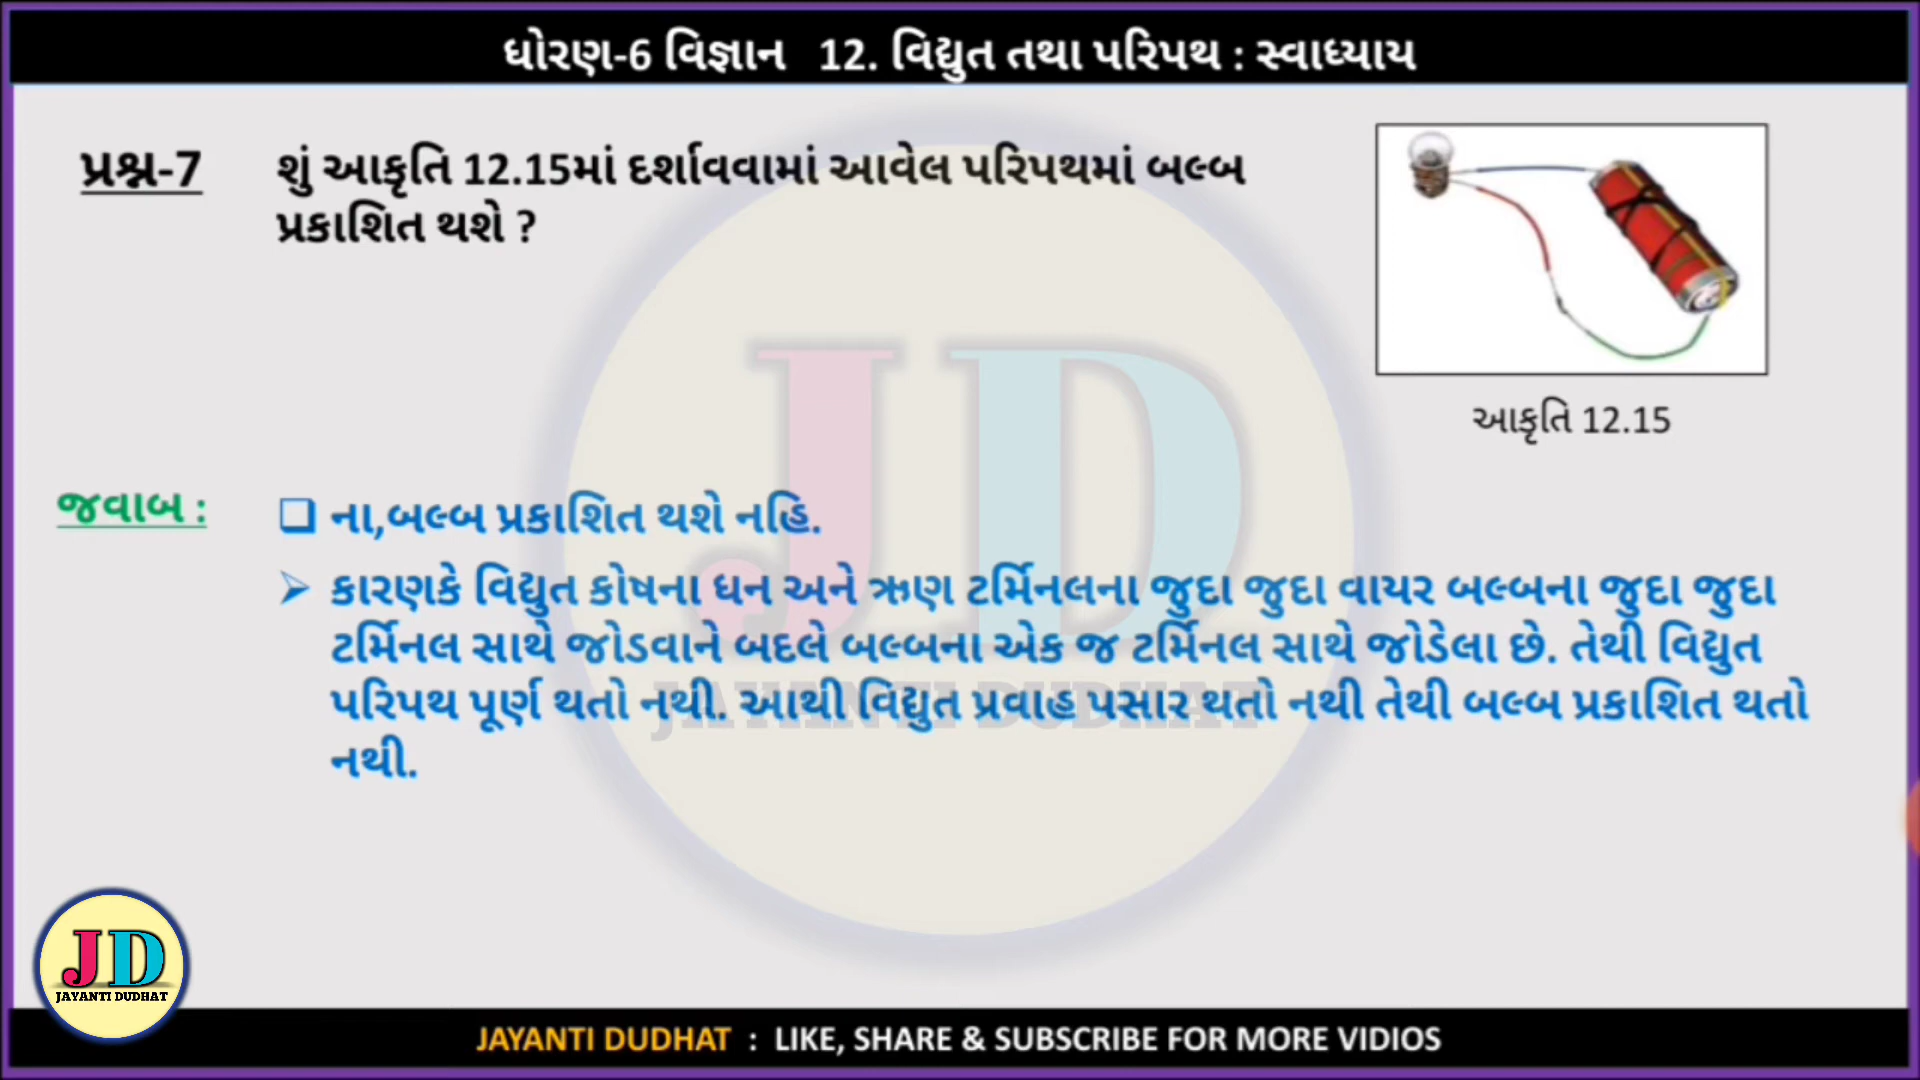 ધોરણ-6 વિજ્ઞાન 12. વિદ્યુત તથા પરિપથ : સ્વાધ્યાય
પ્રશ્ન-7 શું આકૃતિ 12.15માં દર્શાવવામાં આવેલ પરિપથમાં બલ્બ
પ્રકાશિત થશે ?
આકૃતિ 12.15
જવાબ : ના,બલ્બ પ્રકાશિત થશે નહિ.
કારણકે વિદ્યુત કોષના ધન અને ઋણ ટર્મિનલના જુદા જુદા વાયર બલ્બના જુદા જુદા
ટર્મિનલ સાથે જોડવાને બદલે બલ્બના એક જ ટર્મિનલ સાથે જોડેલા છે. તેથી વિદ્યુત
પરિપથ પૂર્ણ થતો નથી. આથી વિદ્યુત પ્રવાહ પસાર થતો નથી તેથી બલ્બ પ્રકાશિત થતો
નથી.
JD
JAYANTI DUDHAT
JD
JAYANTI DUDHAT
JAYANTI DUDHAT : LIKE, SHARE & SUBSCRIBE FOR MORE VIDIOS